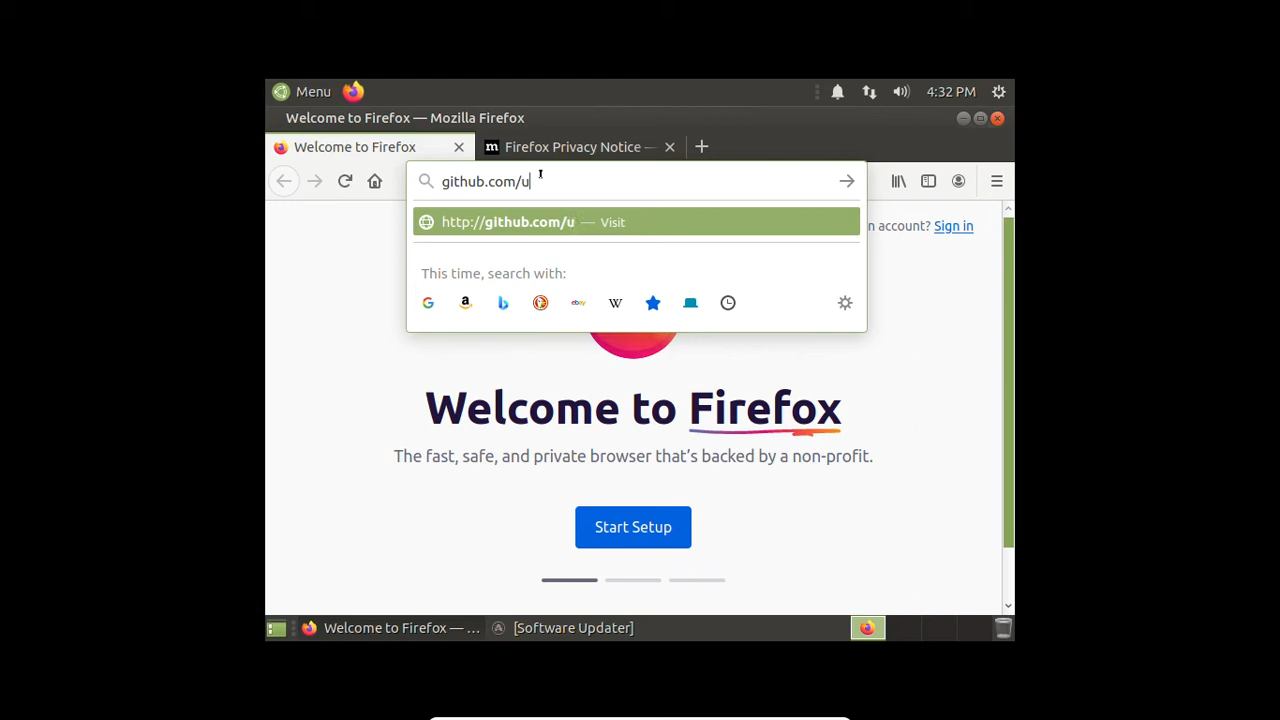 Menu
4:32 PM
Welcome to Firefox — Mozilla Firefox
Welcome to Firefox
m Firefox Privacy Notice —
github.com/u
http://github.com/u — Visit
n account? Sign in
This time, search with:
G a b ebay W
Welcome to Firefox
The fast, safe, and private browser that's backed by a non-profit.
Start Setup
Welcome to Firefox — ...
[Software Updater]